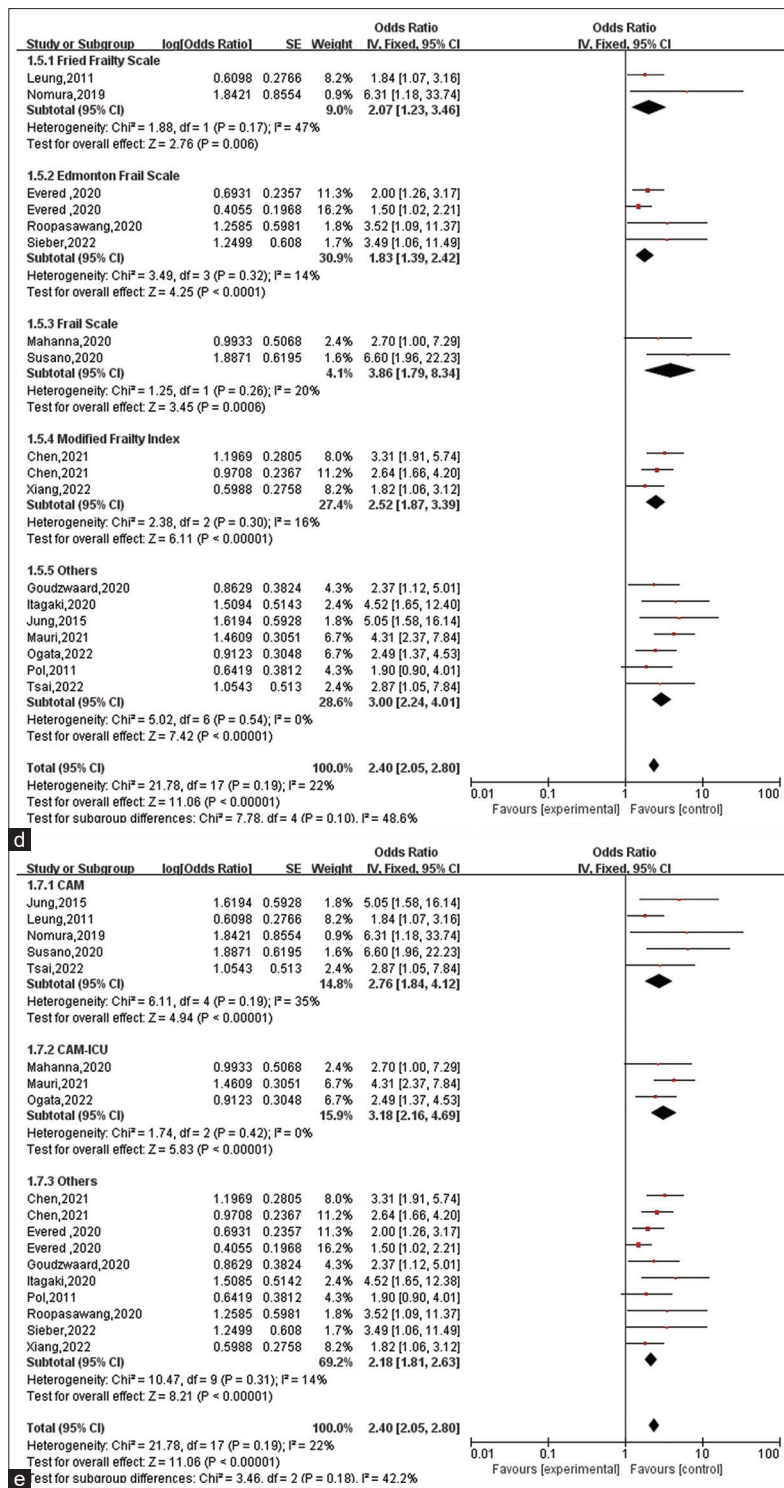 Odds Ratio Odds Ratio
Study or Subgroup log[Odds Ratio] SE Weight IV, Fixed, 95% CI IV, Fixed, 95% CI
1.5.1 Fried Frailty Scale
Leung,2011 0.6098 0.2766 8.2% 1.84 [1.07, 3.16]
Nomura,2019 1.8421 0.8554 0.9% 6.31 [1.18, 33.74]
Subtotal (95% CI) 9.0% 2.07 [1.23, 3.46]
Heterogeneity: Chi² = 1.88, df = 1 (P = 0.17); I² = 47%
Test for overall effect: Z = 2.76 (P = 0.006)
1.5.2 Edmonton Frail Scale
Evered ,2020 0.6931 0.2357 11.3% 2.00 [1.26, 3.17]
Evered ,2020 0.4055 0.1968 16.2% 1.50 [1.02, 2.21]
Roopasawang,2020 1.2585 0.5981 1.8% 3.52 [1.09, 11.37]
Sieber,2022 1.2499 0.608 1.7% 3.49 [1.06, 11.49]
Subtotal (95% CI) 30.9% 1.83 [1.39, 2.42]
Heterogeneity: Chi² = 3.49, df = 3 (P = 0.32); I² = 14%
Test for overall effect: Z = 4.25 (P < 0.0001)
1.5.3 Frail Scale
Mahanna,2020 0.9933 0.5068 2.4% 2.70 [1.00, 7.29]
Susano,2020 1.8871 0.6195 1.6% 6.60 [1.96, 22.23]
Subtotal (95% CI) 4.1% 3.86 [1.79, 8.34]
Heterogeneity: Chi² = 1.25, df = 1 (P = 0.26); I² = 20%
Test for overall effect: Z = 3.45 (P = 0.0006)
1.5.4 Modified Frailty Index
Chen,2021 1.1969 0.2805 8.0% 3.31 [1.91, 5.74]
Chen,2021 0.9708 0.2367 11.2% 2.64 [1.66, 4.20]
Xiang,2022 0.5988 0.2758 8.2% 1.82 [1.06, 3.12]
Subtotal (95% CI) 27.4% 2.52 [1.87, 3.39]
Heterogeneity: Chi² = 2.38, df = 2 (P = 0.30); I² = 16%
Test for overall effect: Z = 6.11 (P < 0.00001)
1.5.5 Others
Goudzwaard,2020 0.8629 0.3824 4.3% 2.37 [1.12, 5.01]
Itagaki,2020 1.5094 0.5143 2.4% 4.52 [1.65, 12.40]
Jung,2015 1.6194 0.5928 1.8% 5.05 [1.58, 16.14]
Mauri,2021 1.4609 0.3051 6.7% 4.31 [2.37, 7.84]
Ogata,2022 0.9123 0.3048 6.7% 2.49 [1.37, 4.53]
Pol,2011 0.6419 0.3812 4.3% 1.90 [0.90, 4.01]
Tsai,2022 1.0543 0.513 2.4% 2.87 [1.05, 7.84]
Subtotal (95% CI) 28.6% 3.00 [2.24, 4.01]
Heterogeneity: Chi² = 5.02, df = 6 (P = 0.54); I² = 0%
Test for overall effect: Z = 7.42 (P < 0.00001)
Total (95% CI) 100.0% 2.40 [2.05, 2.80]
Heterogeneity: Chi² = 21.78, df = 17 (P = 0.19); I² = 22%
Test for overall effect: Z = 11.06 (P < 0.00001)
Test for subgroup differences: Chi² = 7.78, df = 4 (P = 0.10), I² = 48.6%
0.01 0.1 1 10 100
Favours [experimental] Favours [control]
d
Odds Ratio Odds Ratio
Study or Subgroup log[Odds Ratio] SE Weight IV, Fixed, 95% CI IV, Fixed, 95% CI
1.7.1 CAM
Jung,2015 1.6194 0.5928 1.8% 5.05 [1.58, 16.14]
Leung,2011 0.6098 0.2766 8.2% 1.84 [1.07, 3.16]
Nomura,2019 1.8421 0.8554 0.9% 6.31 [1.18, 33.74]
Susano,2020 1.8871 0.6195 1.6% 6.60 [1.96, 22.23]
Tsai,2022 1.0543 0.513 2.4% 2.87 [1.05, 7.84]
Subtotal (95% CI) 14.8% 2.76 [1.84, 4.12]
Heterogeneity: Chi² = 6.11, df = 4 (P = 0.19); I² = 35%
Test for overall effect: Z = 4.94 (P < 0.00001)
1.7.2 CAM-ICU
Mahanna,2020 0.9933 0.5068 2.4% 2.70 [1.00, 7.29]
Mauri,2021 1.4609 0.3051 6.7% 4.31 [2.37, 7.84]
Ogata,2022 0.9123 0.3048 6.7% 2.49 [1.37, 4.53]
Subtotal (95% CI) 15.9% 3.18 [2.16, 4.69]
Heterogeneity: Chi² = 1.74, df = 2 (P = 0.42); I² = 0%
Test for overall effect: Z = 5.83 (P < 0.00001)
1.7.3 Others
Chen,2021 1.1969 0.2805 8.0% 3.31 [1.91, 5.74]
Chen,2021 0.9708 0.2367 11.2% 2.64 [1.66, 4.20]
Evered ,2020 0.6931 0.2357 11.3% 2.00 [1.26, 3.17]
Evered ,2020 0.4055 0.1968 16.2% 1.50 [1.02, 2.21]
Goudzwaard,2020 0.8629 0.3824 4.3% 2.37 [1.12, 5.01]
Itagaki,2020 1.5085 0.5142 2.4% 4.52 [1.65, 12.38]
Pol,2011 0.6419 0.3812 4.3% 1.90 [0.90, 4.01]
Roopasawang,2020 1.2585 0.5981 1.8% 3.52 [1.09, 11.37]
Sieber,2022 1.2499 0.608 1.7% 3.49 [1.06, 11.49]
Xiang,2022 0.5988 0.2758 8.2% 1.82 [1.06, 3.12]
Subtotal (95% CI) 69.2% 2.18 [1.81, 2.63]
Heterogeneity: Chi² = 10.47, df = 9 (P = 0.31); I² = 14%
Test for overall effect: Z = 8.21 (P < 0.00001)
Total (95% CI) 100.0% 2.40 [2.05, 2.80]
Heterogeneity: Chi² = 21.78, df = 17 (P = 0.19); I² = 22%
Test for overall effect: Z = 11.06 (P < 0.00001)
Test for subgroup differences: Chi² = 3.46, df = 2 (P = 0.18), I² = 42.2%
0.01 0.1 1 10 100
Favours [experimental] Favours [control]
e